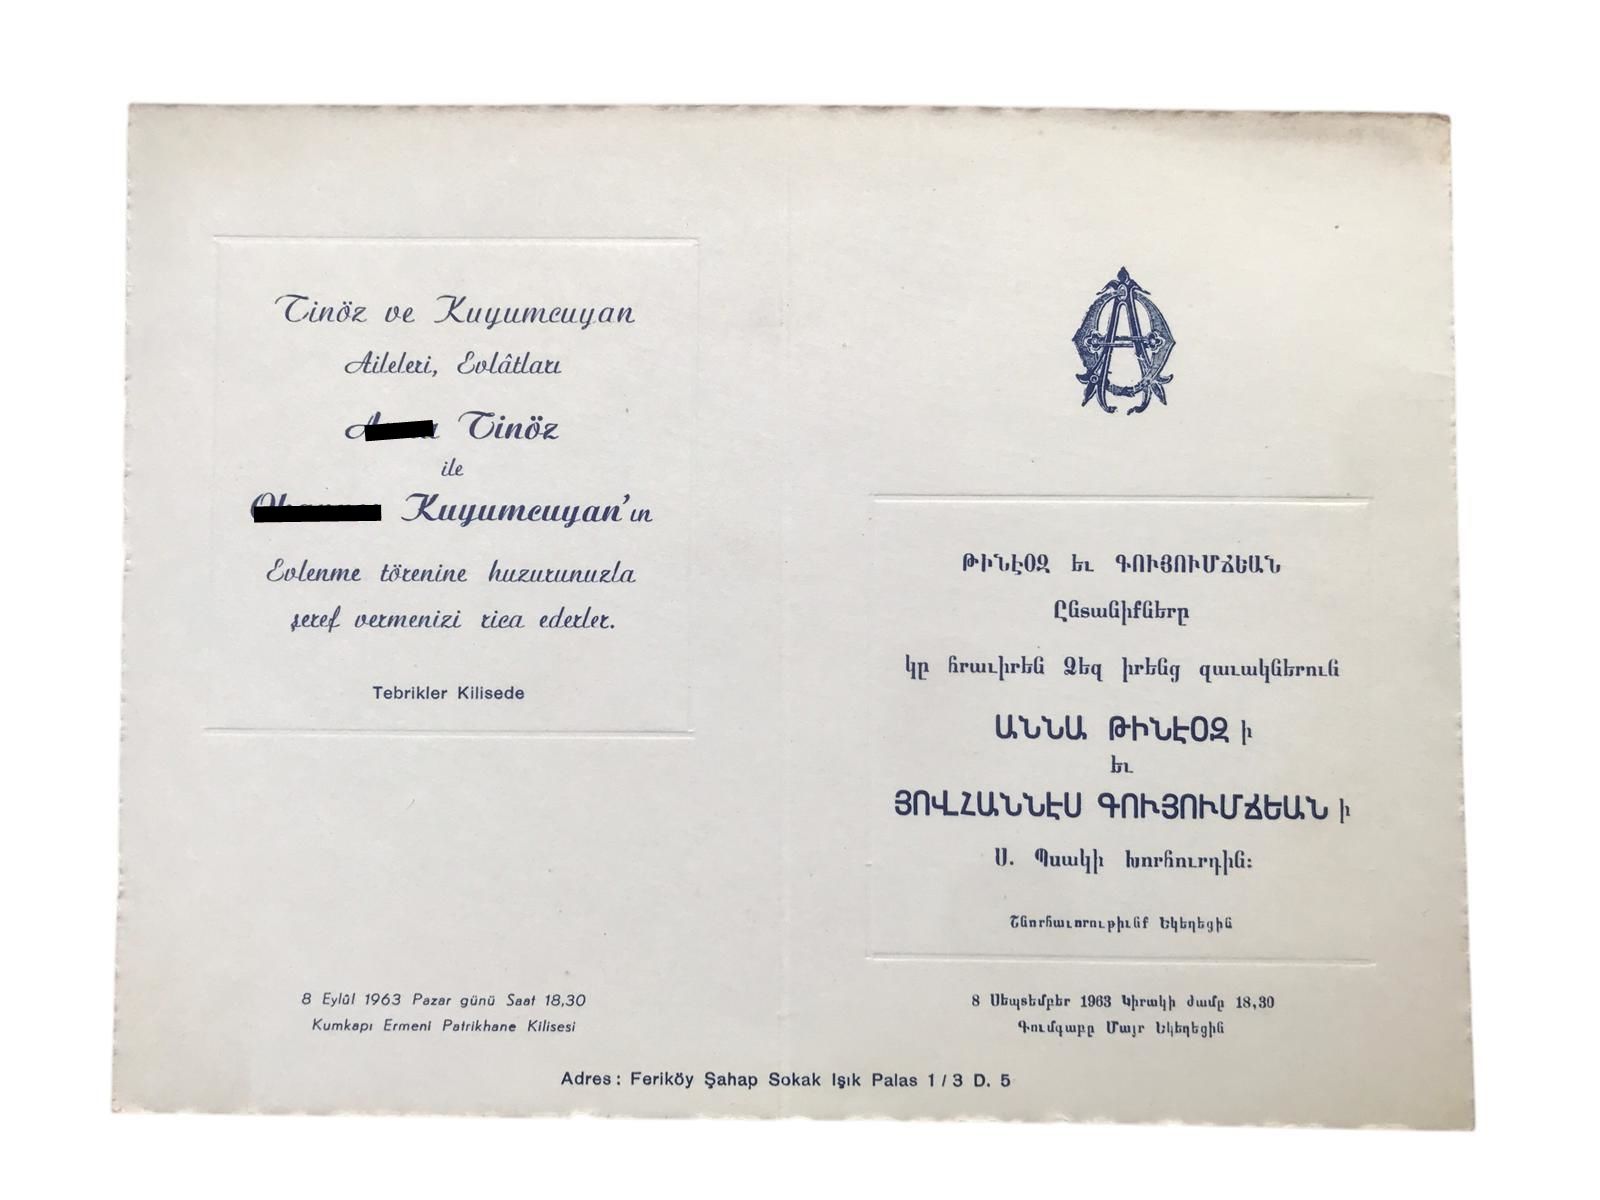 Tinöz ve Kuyumcuyan
Aileleri, Evlâtları
Tinöz
ile
Kuyumcuyan'ın
Evlenme törenine huzurunuzla
şeref vermenizi rica ederler.
Tebrikler Kilisede
8 Eylûl 1963 Pazar günü Saat 18,30
Kumkapı Ermeni Patrikhane Kilisesi
ԹԻՆԷՕԶ եւ ԳՈՒՅՈՒՄՃԵԱՆ
Ընտանիքները
կը հրաւիրեն Ձեզ իրենց զաւակներուն
ԱՆՆԱ ԹԻՆԷՕԶ ի
եւ
ՅՈՎՀԱՆՆԷՍ ԳՈՒՅՈՒՄՃԵԱՆ ի
Ս. Պսակի Խորհուրդին։
Շնորհաւորութիւնք Եկեղեցին
8 Սեպտեմբեր 1963 Կիրակի ժամը 18,30
Գումգաբը Մայր Եկեղեցին
Adres : Feriköy Şahap Sokak Işık Palas 1 / 3 D. 5